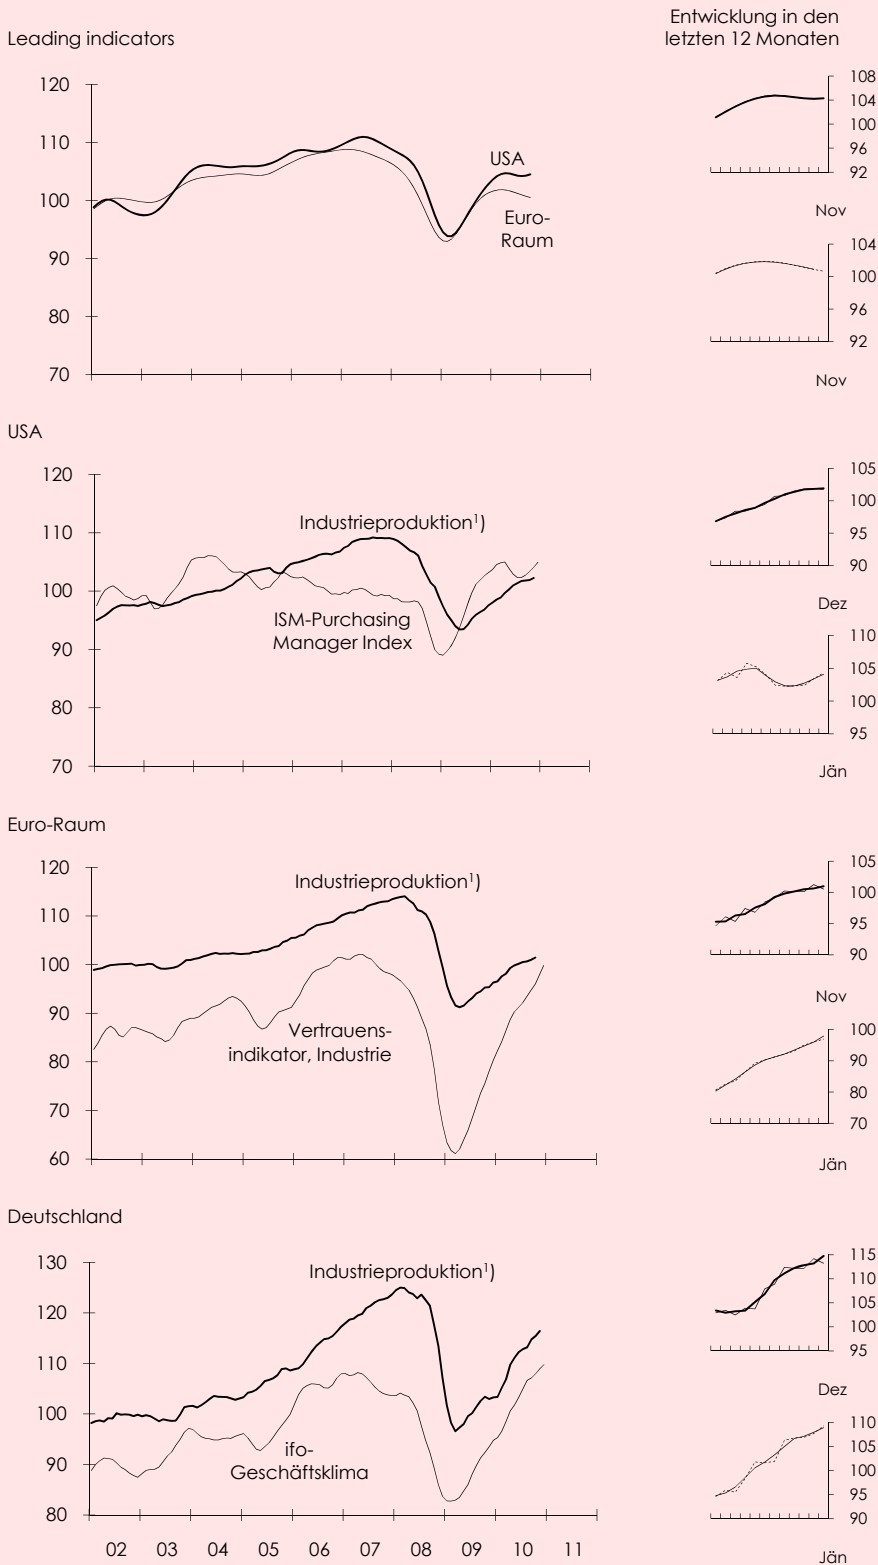 Entwicklung in den
letzten 12 Monaten
Leading indicators
120
110
100
90
80
70
USA
Euro-
Raum
108
104
100
96
92
Nov
104
100
96
92
Nov
USA
120
110
100
90
80
70
Industrieproduktion¹)
ISM-Purchasing
Manager Index
105
100
95
90
Dez
110
105
100
95
Jän
Euro-Raum
120
110
100
90
80
70
60
Industrieproduktion¹)
Vertrauens-
indikator, Industrie
105
100
95
90
Nov
100
90
80
70
Jän
Deutschland
130
120
110
100
90
80
Industrieproduktion¹)
ifo-
Geschäftsklima
02 03 04 05 06 07 08 09 10 11
115
110
105
100
95
Dez
110
105
100
95
90
Jän